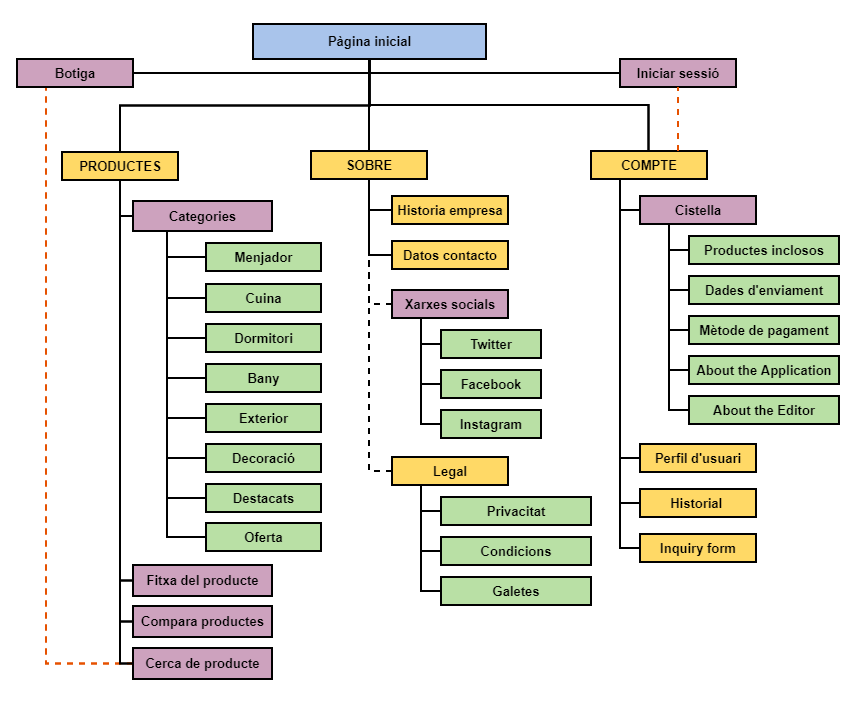 Pàgina inicial
Botiga
Iniciar sessió
PRODUCTES
Categories
Menjador
Cuina
Dormitori
Bany
Exterior
Decoració
Destacats
Oferta
Fitxa del producte
Compara productes
Cerca de producte
SOBRE
Historia empresa
Datos contacto
Xarxes socials
Twitter
Facebook
Instagram
Legal
Privacitat
Condicions
Galetes
COMPTE
Cistella
Productes inclosos
Dades d'enviament
Mètode de pagament
About the Application
About the Editor
Perfil d'usuari
Historial
Inquiry form